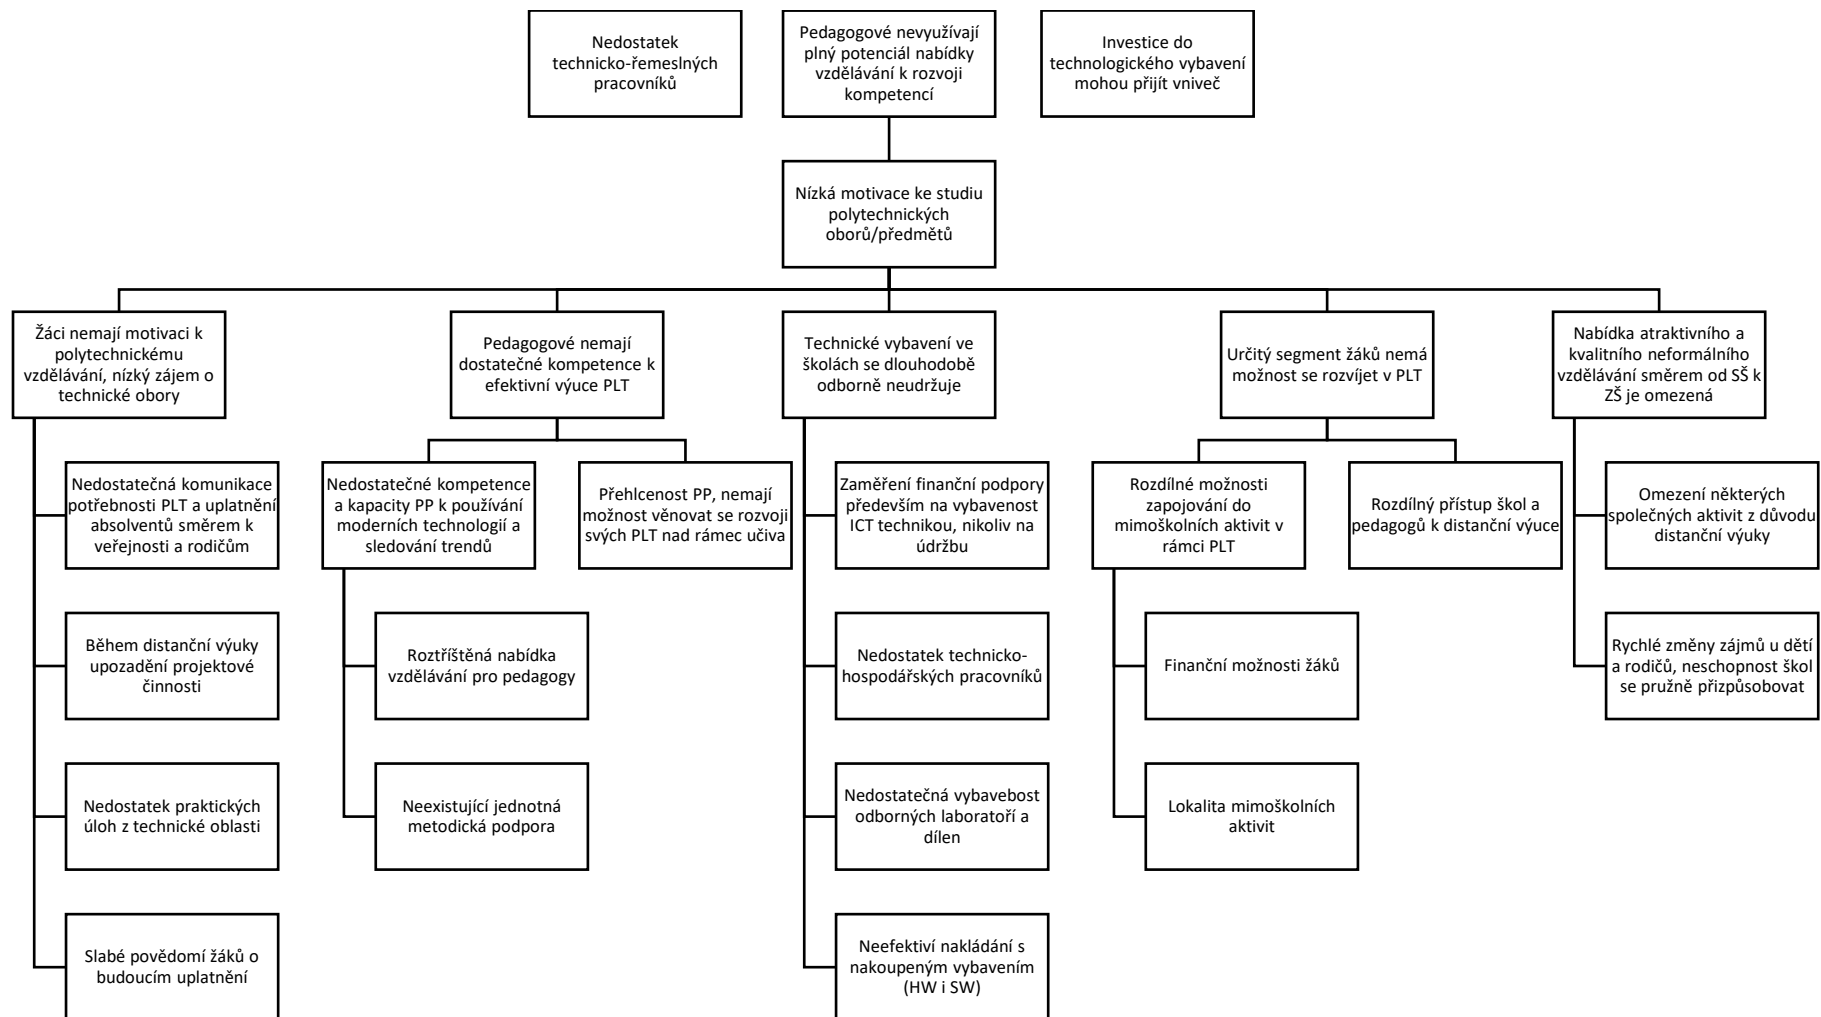 Nedostatek
technicko-řemeslných
pracovníků
Pedagogové nevyužívají
plný potenciál nabídky
vzdělávání k rozvoji
kompetencí
Investice do
technologického vybavení
mohou přijít vniveč
Nízká motivace ke studiu
polytechnických
oborů/předmětů
Žáci nemají motivaci k
polytechnickému
vzdělávání, nízký zájem o
technické obory
Pedagogové nemají
dostatečné kompetence k
efektivní výuce PLT
Technické vybavení ve
školách se dlouhodobě
odborně neudržuje
Určitý segment žáků nemá
možnost se rozvíjet v PLT
Nabídka atraktivního a
kvalitního neformálního
vzdělávání směrem od SŠ k
ZŠ je omezená
Nedostatečná komunikace
potřebnosti PLT a uplatnění
absolventů směrem k
veřejnosti a rodičům
Nedostatečné kompetence
a kapacity PP k používání
moderních technologií a
sledování trendů
Přehlcenost PP, nemají
možnost věnovat se rozvoji
svých PLT nad rámec učiva
Zaměření finanční podpory
především na vybavenost
ICT technikou, nikoliv na
údržbu
Rozdílné možnosti
zapojování do
mimoškolních aktivit v
rámci PLT
Rozdílný přístup škol a
pedagogů k distanční výuce
Omezení některých
společných aktivit z důvodu
distanční výuky
Během distanční výuky
upozadění projektové
činnosti
Roztříštěná nabídka
vzdělávání pro pedagogy
Nedostatek technicko-
hospodářských pracovníků
Finanční možnosti žáků
Rychlé změny zájmů u dětí
a rodičů, neschopnost škol
se pružně přizpůsobovat
Nedostatek praktických
úloh z technické oblasti
Neexistující jednotná
metodická podpora
Nedostatečná vybavebost
odborných laboratoří a
dílen
Lokalita mimoškolních
aktivit
Slabé povědomí žáků o
budoucím uplatnění
Neefektiví nakládání s
nakoupeným vybavením
(HW i SW)